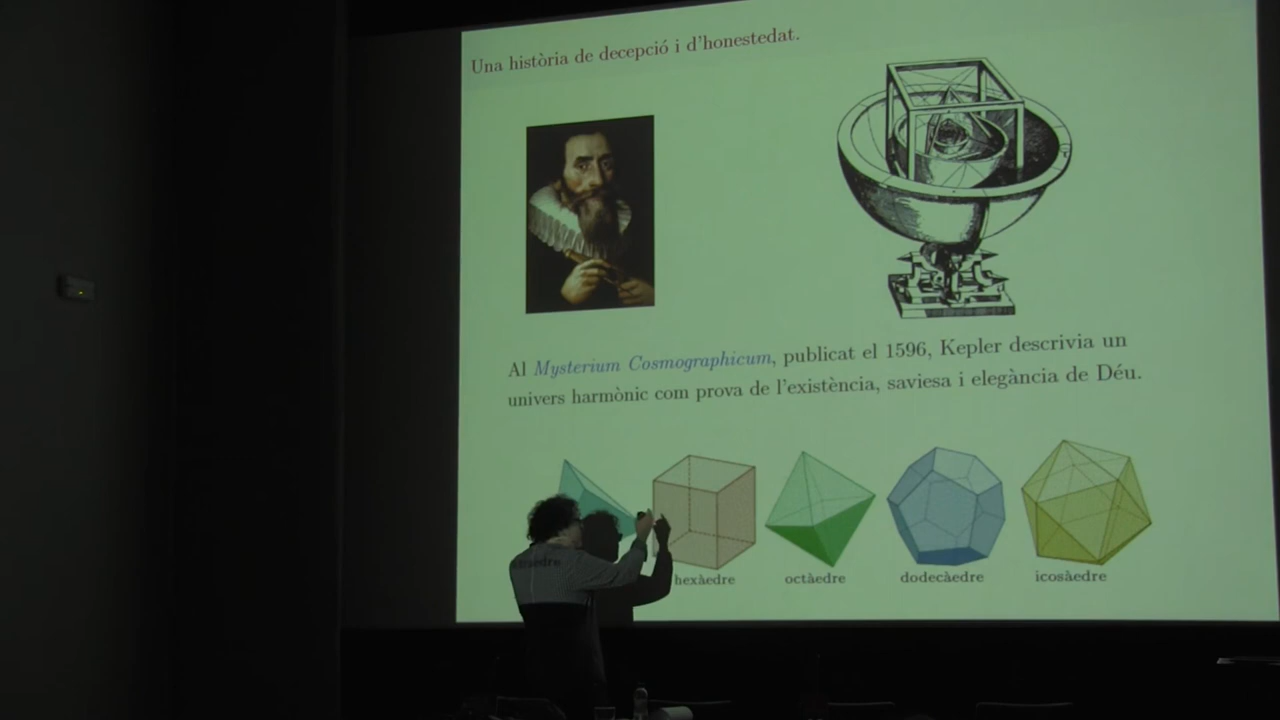 Una història de decepció i d'honestedat.
Al Mysterium Cosmographicum, publicat el 1596, Kepler descrivia un
univers harmònic com prova de l'existència, saviesa i elegància de Déu.
hexàedre octàedre dodecàedre icosàedre